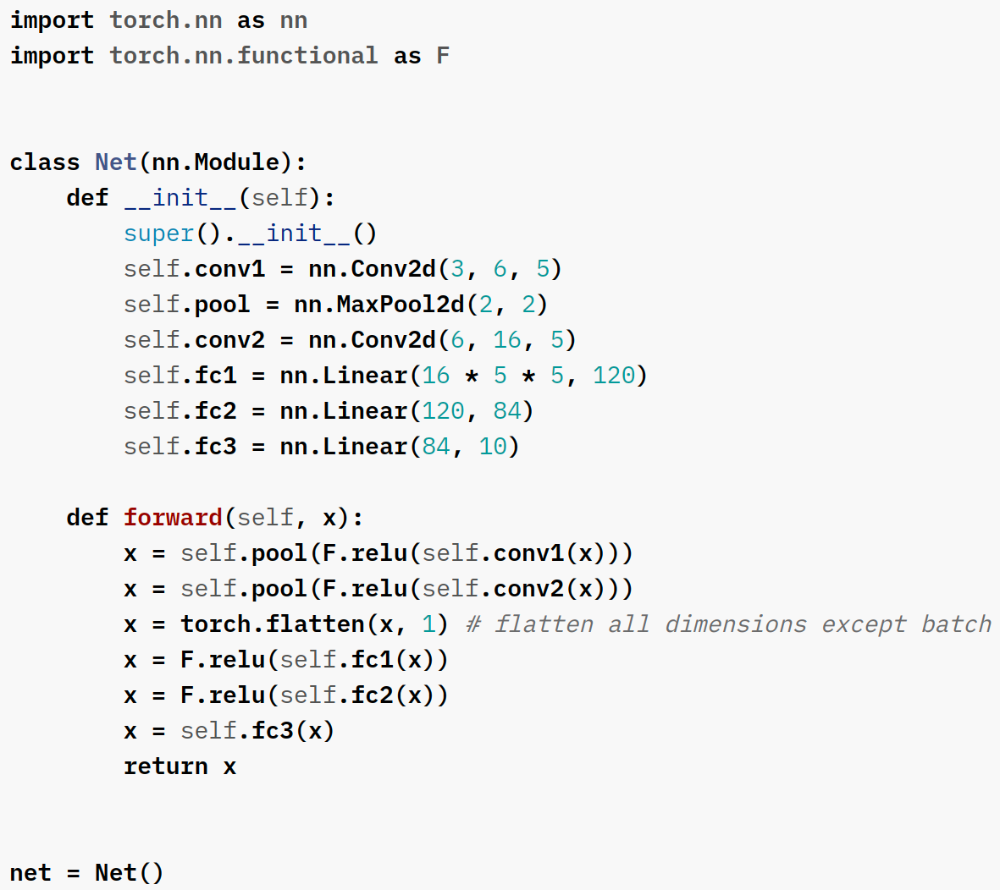 import torch.nn as nn
import torch.nn.functional as F
class Net(nn.Module):
    def __init__(self):
        super().__init__()
        self.conv1 = nn.Conv2d(3, 6, 5)
        self.pool = nn.MaxPool2d(2, 2)
        self.conv2 = nn.Conv2d(6, 16, 5)
        self.fc1 = nn.Linear(16 * 5 * 5, 120)
        self.fc2 = nn.Linear(120, 84)
        self.fc3 = nn.Linear(84, 10)
    def forward(self, x):
        x = self.pool(F.relu(self.conv1(x)))
        x = self.pool(F.relu(self.conv2(x)))
        x = torch.flatten(x, 1) # flatten all dimensions except batch
        x = F.relu(self.fc1(x))
        x = F.relu(self.fc2(x))
        x = self.fc3(x)
        return x
net = Net()